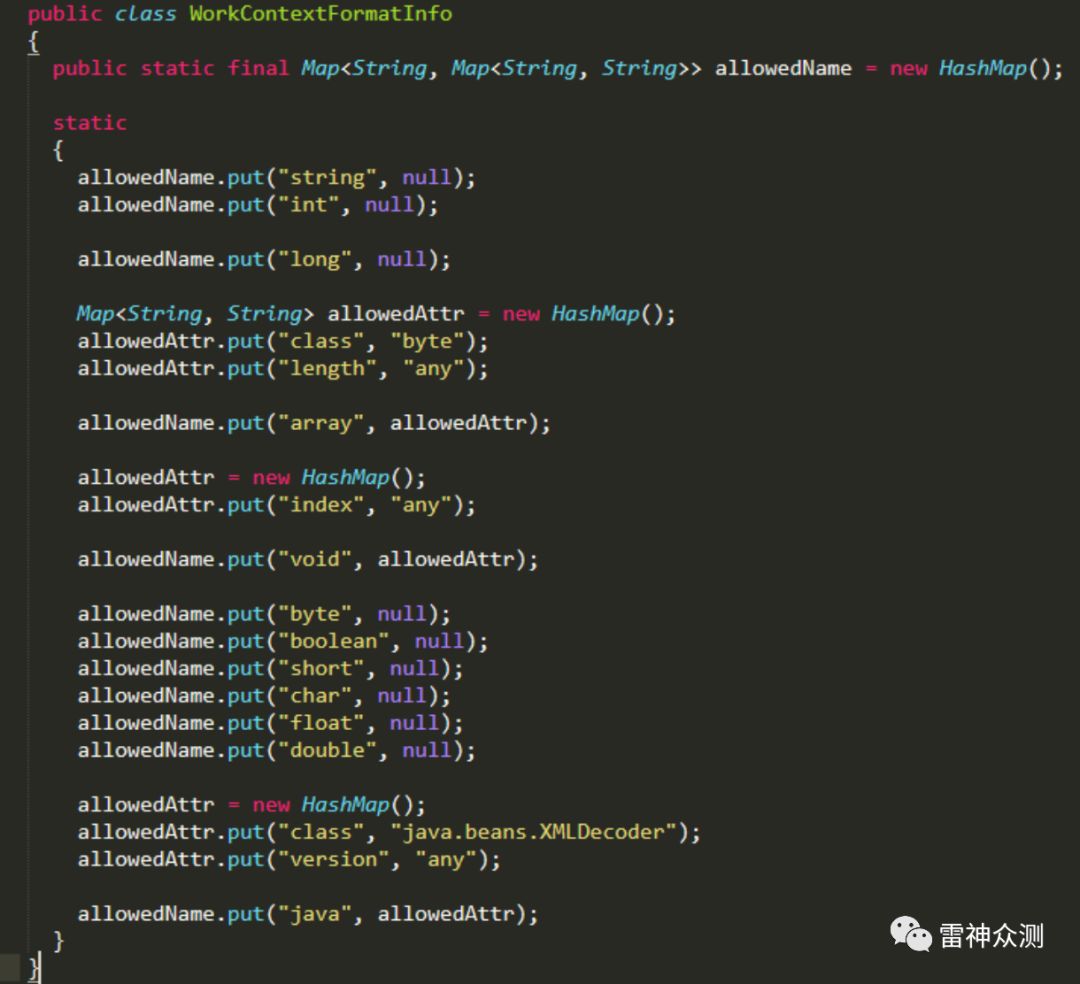 public class WorkContextFormatInfo
{
public static final Map<String, Map<String, String>> allowedName = new HashMap();
static
{
allowedName.put("string", null);
allowedName.put("int", null);
allowedName.put("long", null);
Map<String, String> allowedAttr = new HashMap();
allowedAttr.put("class", "byte");
allowedAttr.put("length", "any");
allowedName.put("array", allowedAttr);
allowedAttr = new HashMap();
allowedAttr.put("index", "any");
allowedName.put("void", allowedAttr);
allowedName.put("byte", null);
allowedName.put("boolean", null);
allowedName.put("short", null);
allowedName.put("char", null);
allowedName.put("float", null);
allowedName.put("double", null);
allowedAttr = new HashMap();
allowedAttr.put("class", "java.beans.XMLDecoder");
allowedAttr.put("version", "any");
allowedName.put("java", allowedAttr);
}
}
雷神众测